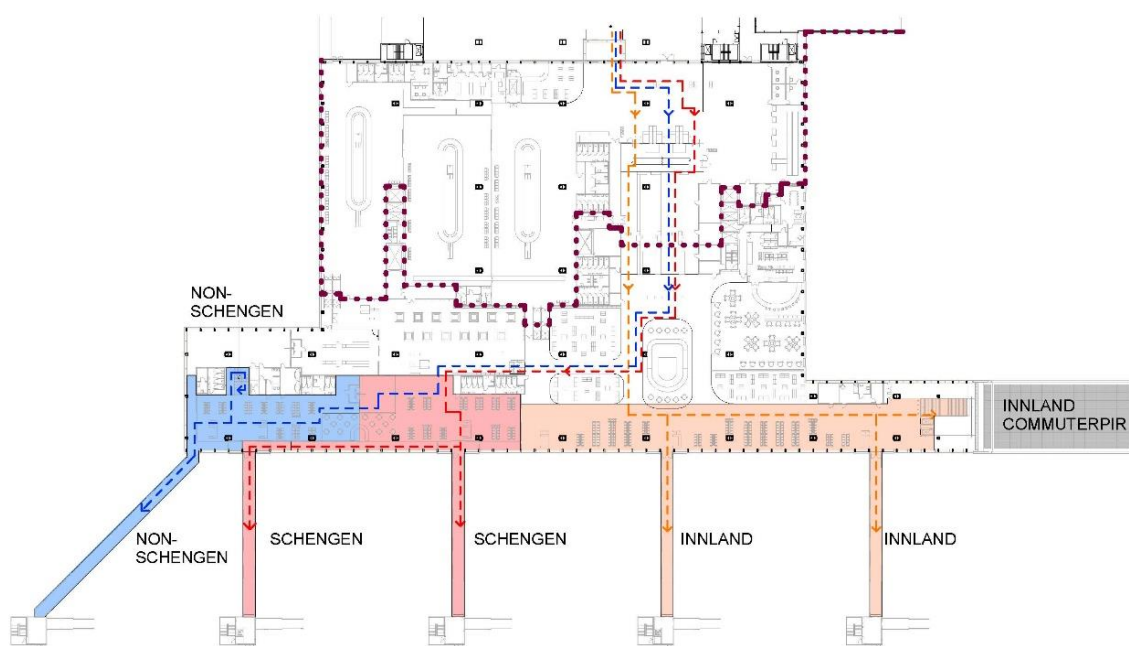 NON-
SCHENGEN
INNLAND
COMMUTERPIR
NON-
SCHENGEN
SCHENGEN
SCHENGEN
INNLAND
INNLAND